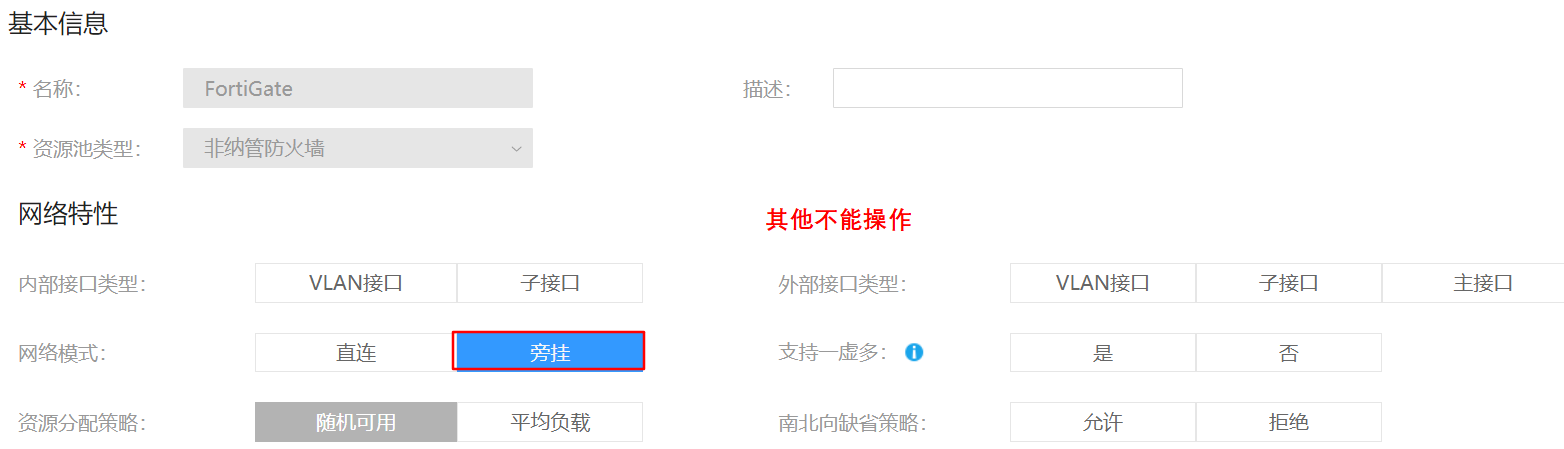 基本信息
* 名称： FortiGate 描述：
* 资源池类型： 非纳管防火墙
网络特性 其他不能操作
内部接口类型： VLAN接口 子接口 外部接口类型： VLAN接口 子接口 主接口
网络模式： 直连 旁挂 支持一虚多： 是 否
资源分配策略： 随机可用 平均负载 南北向缺省策略： 允许 拒绝